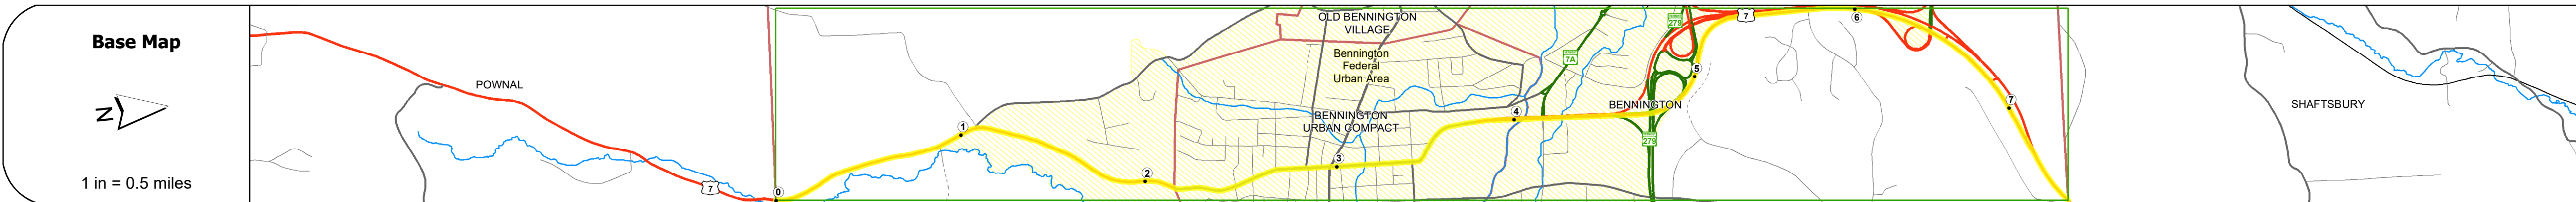 Base Map
N
1 in = 0.5 miles
POWNAL
7
0
1
2
OLD BENNINGTON
VILLAGE
Bennington
Federal
Urban Area
BENNINGTON
URBAN COMPACT
3
4
7A
279
BENNINGTON
279
5
7
6
7
SHAFTSBURY